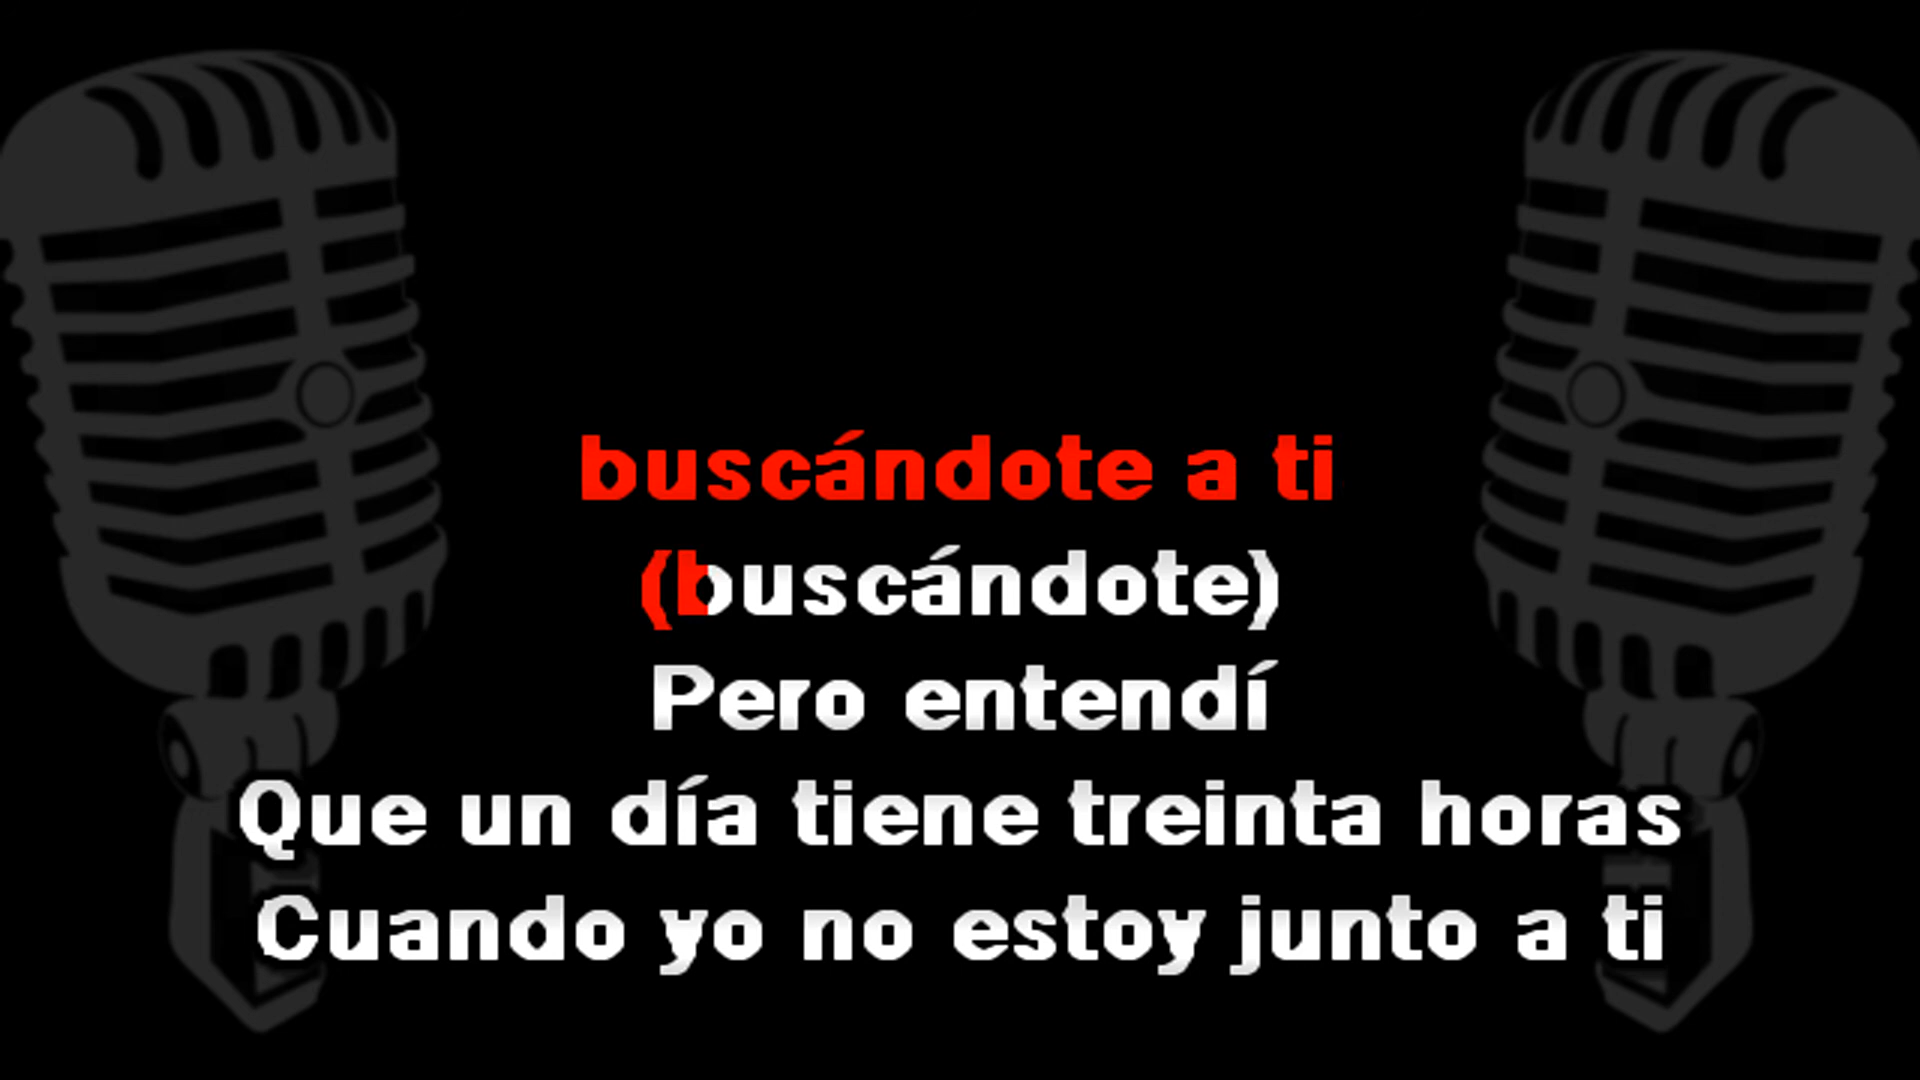 buscándote a ti
(buscándote)
Pero entendí
Que un día tiene treinta horas
Cuando yo no estoy junto a ti